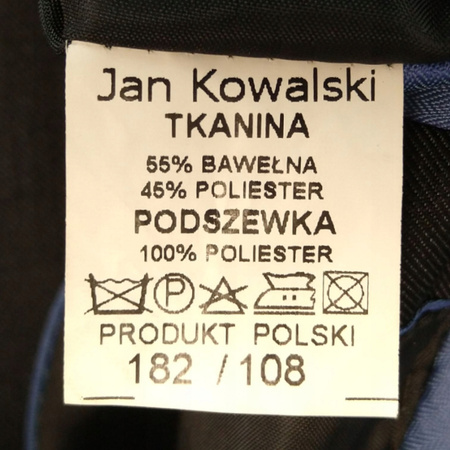 Jan Kowalski
TKANINA
55% BAWEŁNA
45% POLIESTER
PODSZEWKA
100% POLIESTER
P
PRODUKT POLSKI
182 / 108